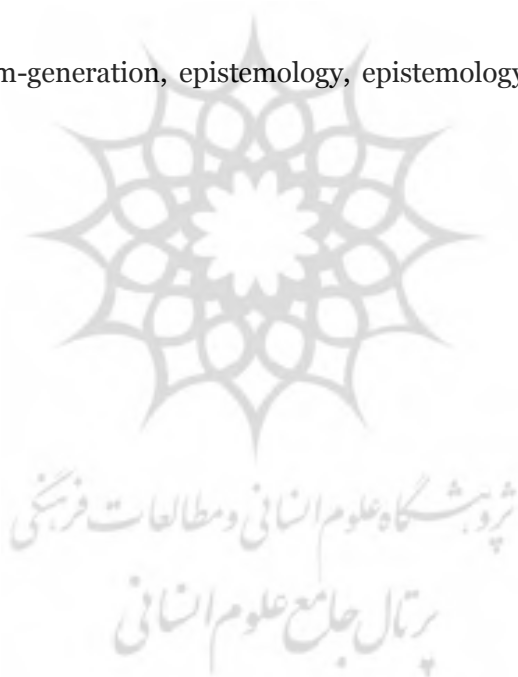 m-generation, epistemology, epistemology
پژوهشگاه علوم انسانی و مطالعات فرهنگی
پرتال جامع علوم انسانی